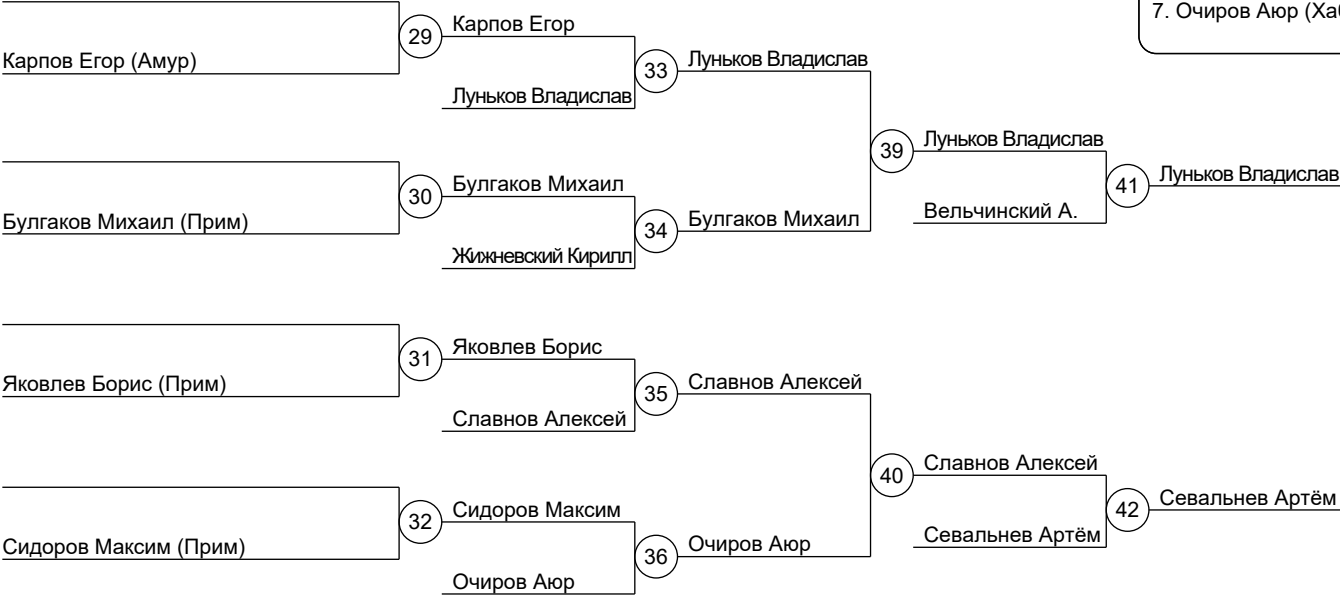 7. Очиров Аюр
29
Карпов Егор
Карпов Егор (Амур)
33
Луньков Владислав
Луньков Владислав
39
Луньков Владислав
30
Булгаков Михаил
Булгаков Михаил (Прим)
34
Булгаков Михаил
Жижневский Кирилл
Вельчинский А.
41
Луньков Владислав
31
Яковлев Борис
Яковлев Борис (Прим)
35
Славнов Алексей
Славнов Алексей
40
Славнов Алексей
32
Сидоров Максим
Сидоров Максим (Прим)
36
Очиров Аюр
Очиров Аюр
Севальнев Артём
42
Севальнев Артём